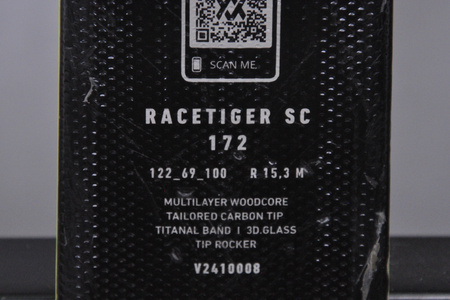 SCAN ME
RACETIGER SC
172
122_69_100 R 15.3 M
MULTILAYER WOODCORE
TAILORED CARBON TIP
TITANAL BAND I 3D.GLASS
TIP ROCKER
V2410008